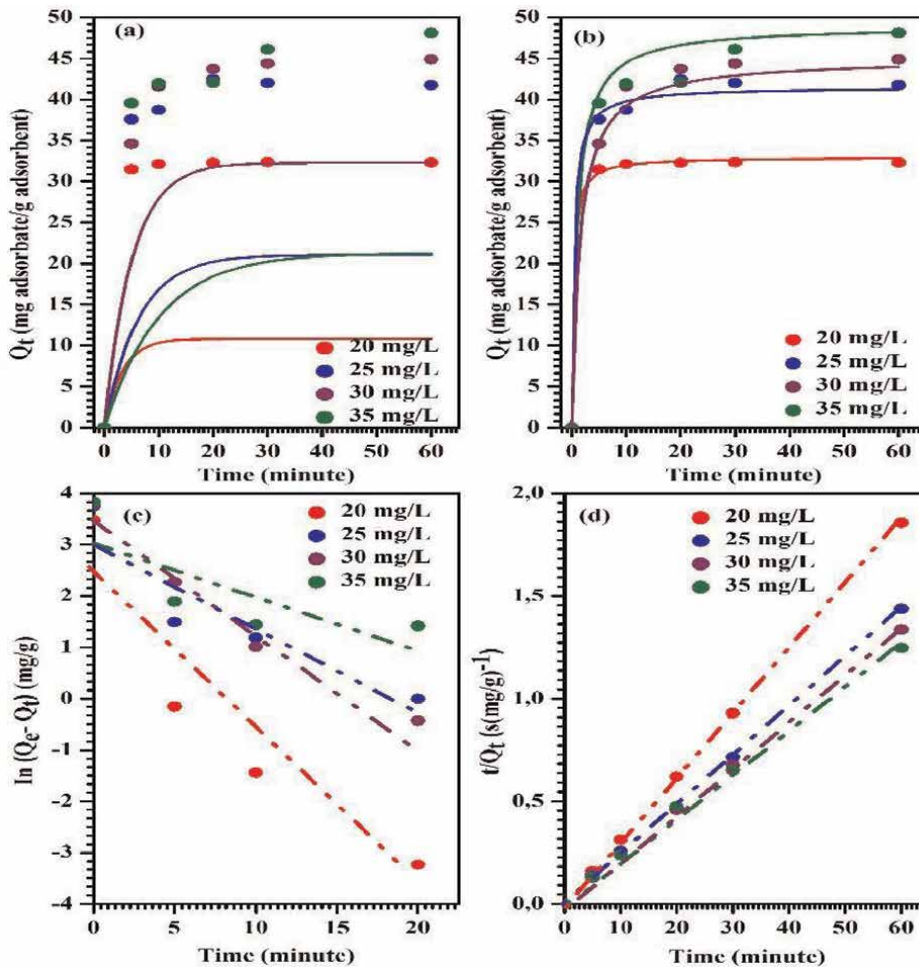 (a)
50
45
40
35
30
25
20
15
10
5
0
Qt (mg adsorbate/g adsorbent)
20 mg/L
25 mg/L
30 mg/L
35 mg/L
0 10 20 30 40 50 60
Time (minute)
(b)
50
45
40
35
30
25
20
15
10
5
0
Qt (mg adsorbate/g adsorbent)
20 mg/L
25 mg/L
30 mg/L
35 mg/L
0 10 20 30 40 50 60
Time (minute)
(c)
4
3
2
1
0
-1
-2
-3
-4
ln (Qe- Qt) (mg/g)
20 mg/L
25 mg/L
30 mg/L
35 mg/L
0 5 10 15 20
Time (minute)
(d)
2,0
1,5
1,0
0,5
0,0
t/Qt (s(mg/g)-1)
20 mg/L
25 mg/L
30 mg/L
35 mg/L
0 10 20 30 40 50 60
Time (minute)